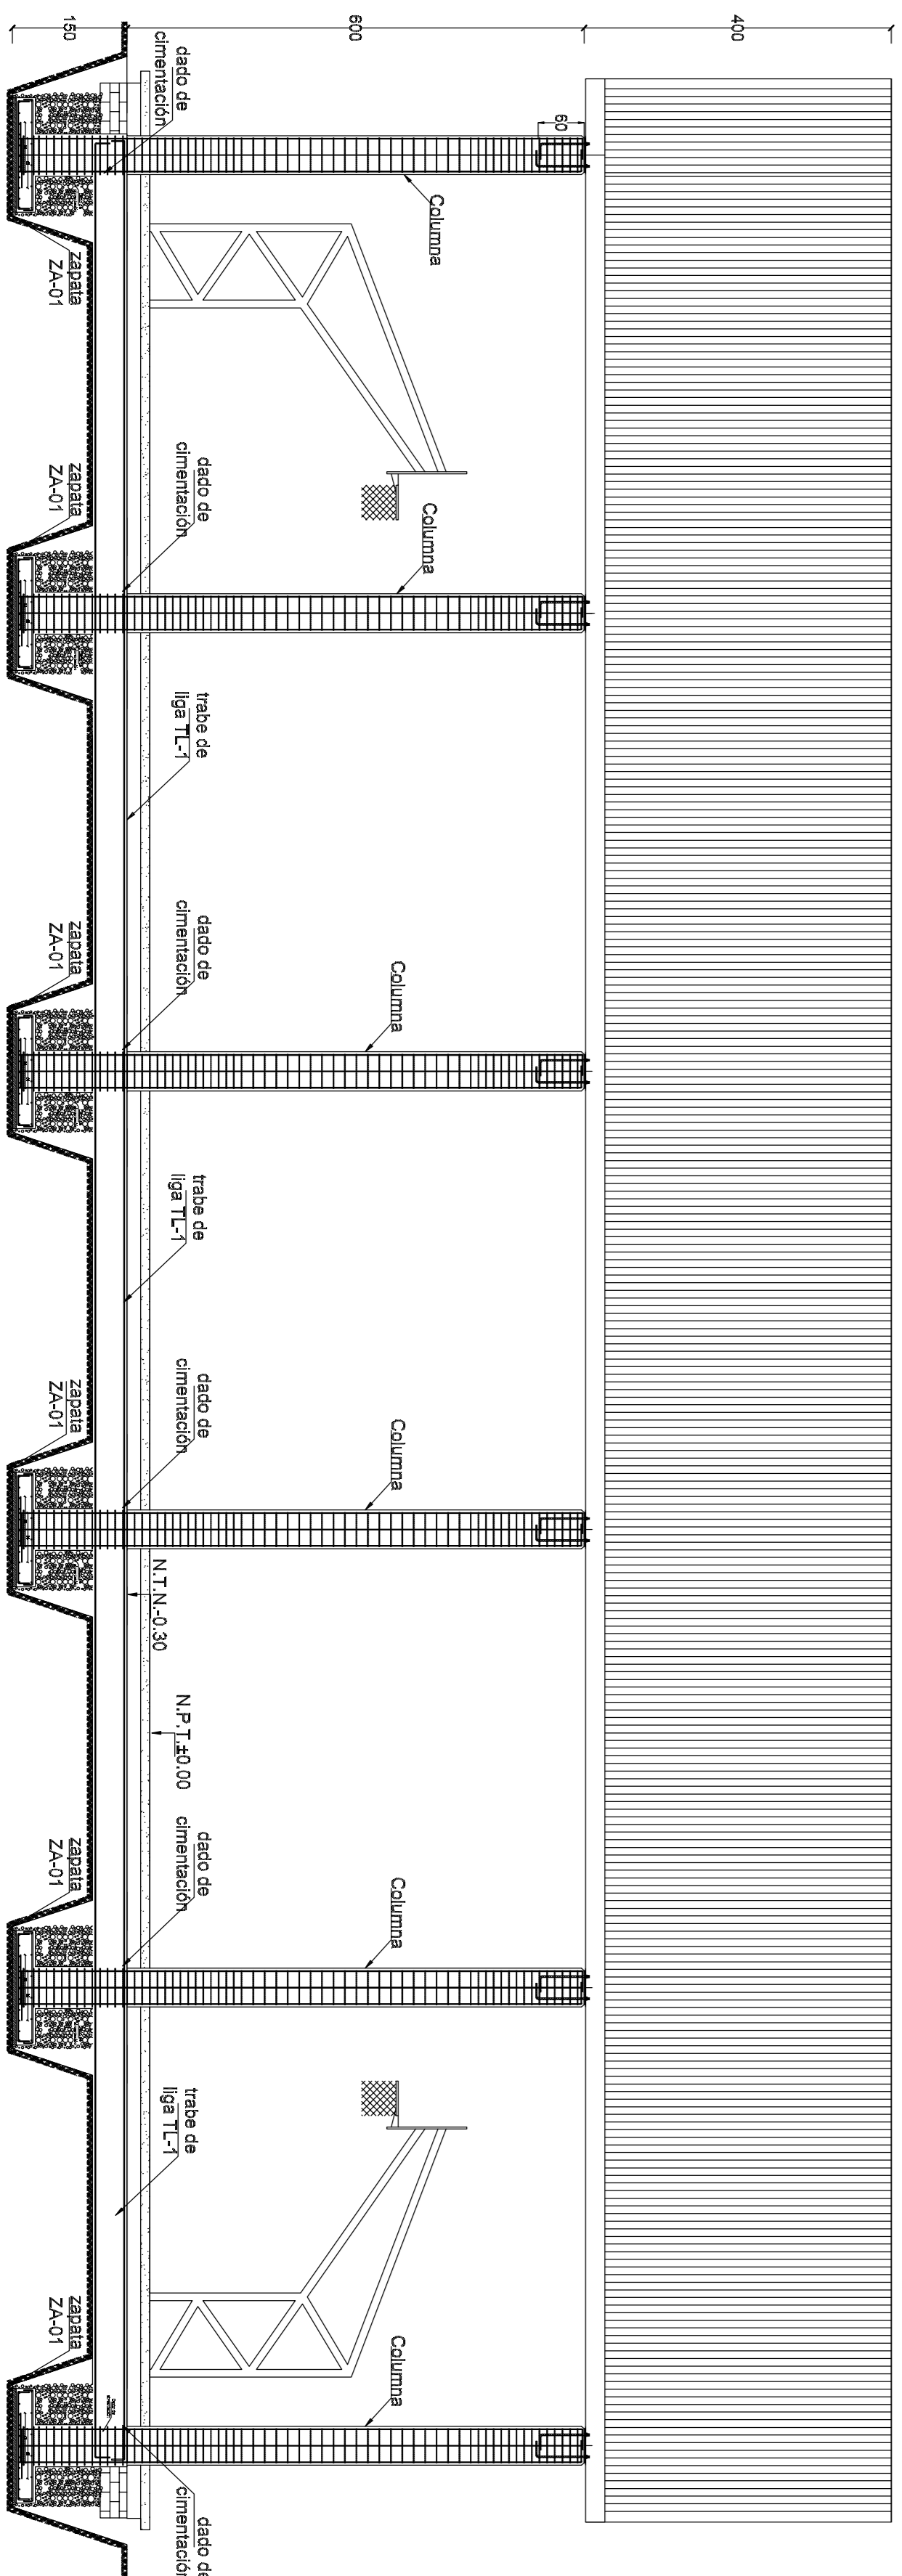 400
600
150
60
dado de
cimentación
Columna
zapata
ZA-01
zapata
ZA-01
dado de
cimentación
Columna
trabe de
liga TL-1
zapata
ZA-01
dado de
cimentación
Columna
trabe de
liga TL-1
zapata
ZA-01
dado de
cimentación
Columna
N.T.N.-0.30
N.P.T.±0.00
zapata
ZA-01
dado de
cimentación
Columna
trabe de
liga TL-1
zapata
ZA-01
Columna
dado de
cimentación